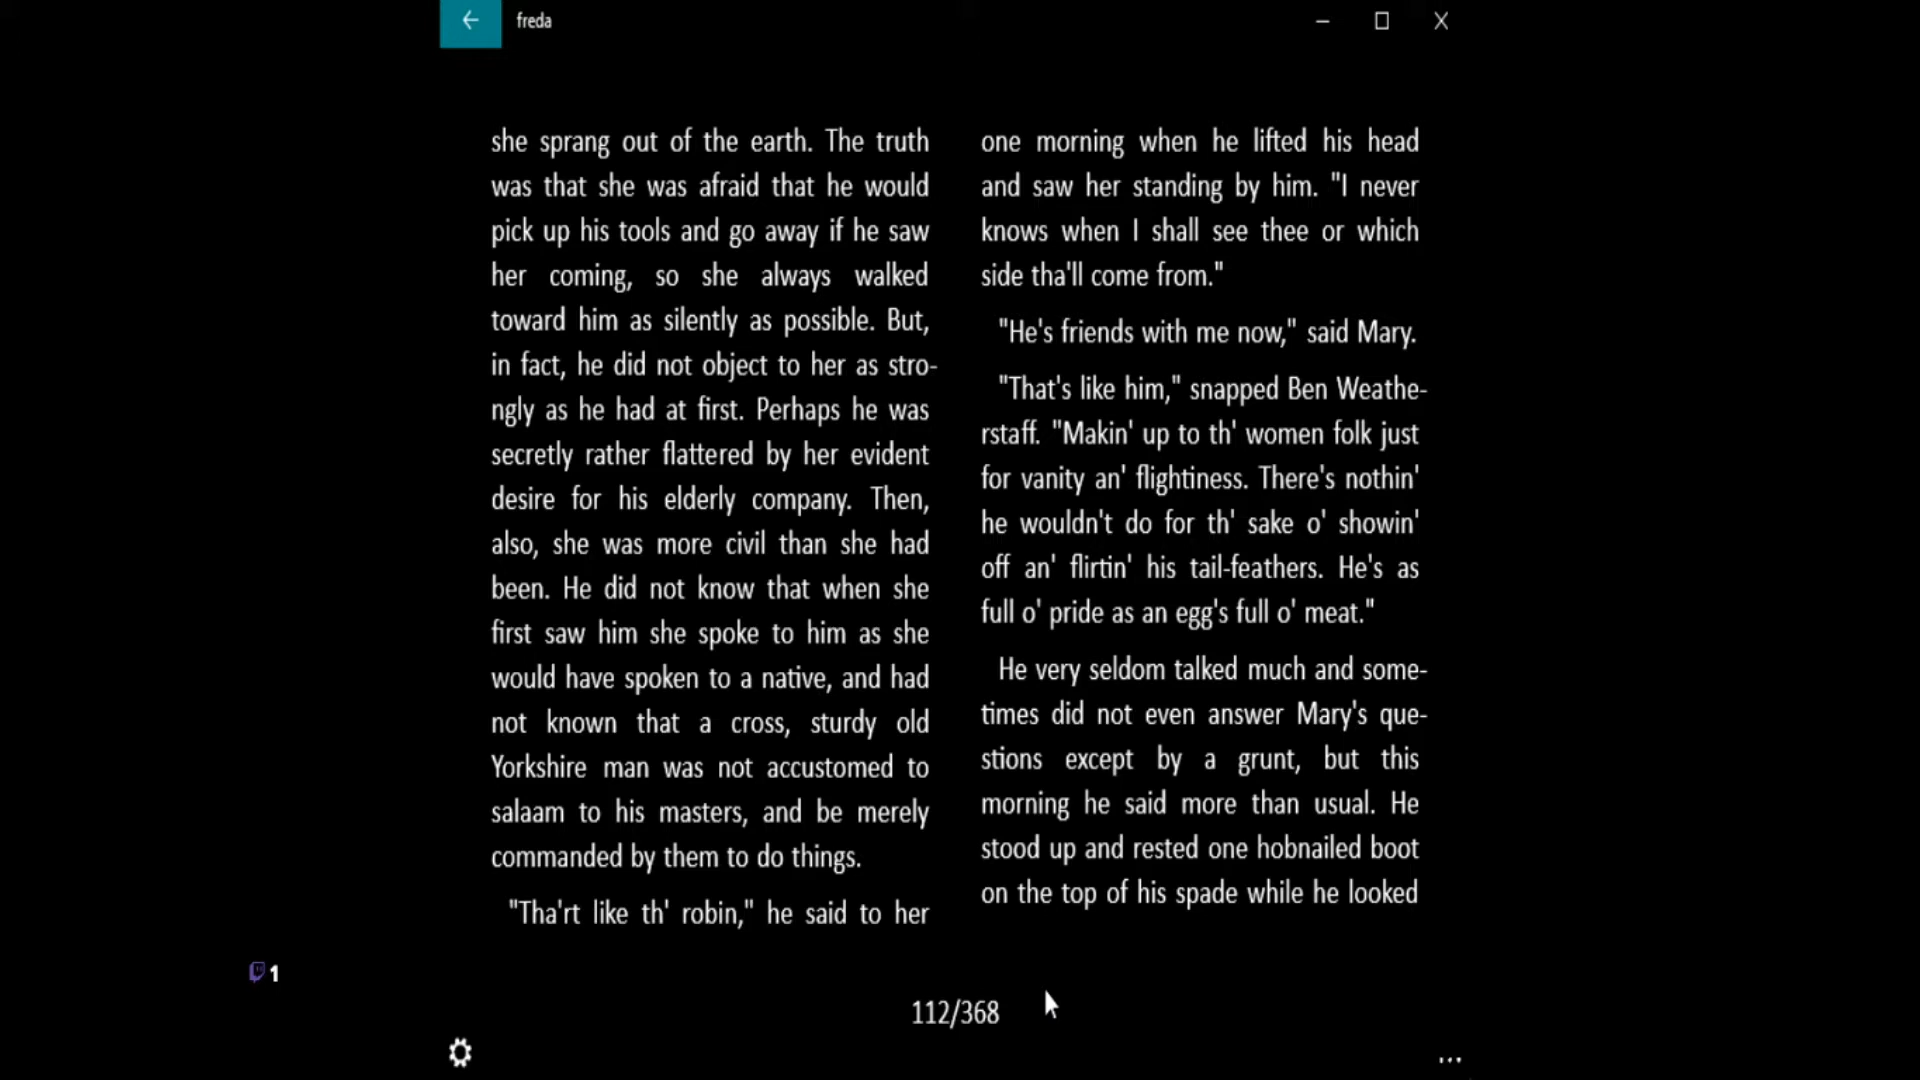 freda
she sprang out of the earth. The truth
was that she was afraid that he would
pick up his tools and go away if he saw
her coming, so she always walked
toward him as silently as possible. But,
in fact, he did not object to her as stro-
ngly as he had at first. Perhaps he was
secretly rather flattered by her evident
desire for his elderly company. Then,
also, she was more civil than she had
been. He did not know that when she
first saw him she spoke to him as she
would have spoken to a native, and had
not known that a cross, sturdy old
Yorkshire man was not accustomed to
salaam to his masters, and be merely
commanded by them to do things.
"Tha'rt like th' robin," he said to her
one morning when he lifted his head
and saw her standing by him. "I never
knows when I shall see thee or which
side tha'll come from."
"He's friends with me now," said Mary.
"That's like him," snapped Ben Weathe-
rstaff. "Makin' up to th' women folk just
for vanity an' flightiness. There's nothin'
he wouldn't do for th' sake o' showin'
off an' flirtin' his tail-feathers. He's as
full o' pride as an egg's full o' meat."
He very seldom talked much and some-
times did not even answer Mary's que-
stions except by a grunt, but this
morning he said more than usual. He
stood up and rested one hobnailed boot
on the top of his spade while he looked
1
112/368